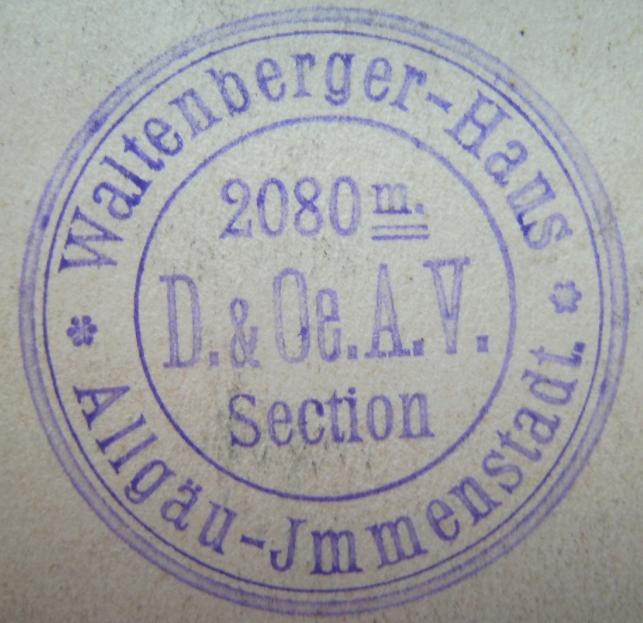 Waltenberger-Haus
2080 m.
D. & Oe. A. V.
Section
Allgäu-Jmmenstadt.